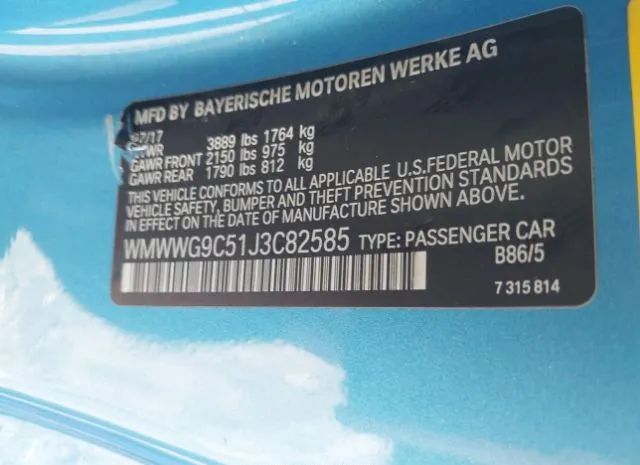 MFD BY BAYERISCHE MOTOREN WERKE AG
7/17
3889 lbs 1764 kg
GAWR FRONT 2150 lbs 975 kg
GAWR REAR 1790 lbs 812 kg
THIS VEHICLE CONFORMS TO ALL APPLICABLE U.S.FEDERAL MOTOR
VEHICLE SAFETY, BUMPER AND THEFT PREVENTION STANDARDS
IN EFFECT ON THE DATE OF MANUFACTURE SHOWN ABOVE.
WMWWG9C51J3C82585 TYPE: PASSENGER CAR
B86/5
7 315 814